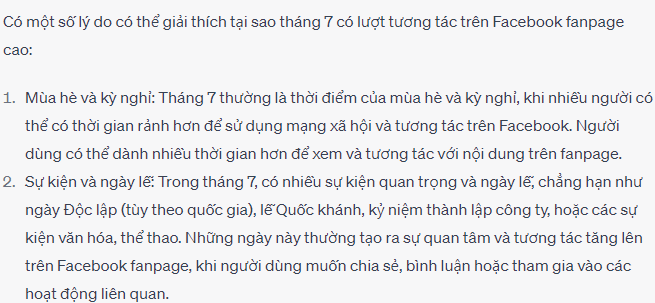 Có một số lý do có thể giải thích tại sao tháng 7 có lượt tương tác trên Facebook fanpage
cao:
1. Mùa hè và kỳ nghỉ: Tháng 7 thường là thời điểm của mùa hè và kỳ nghỉ, khi nhiều người có
thể có thời gian rảnh hơn để sử dụng mạng xã hội và tương tác trên Facebook. Người
dùng có thể dành nhiều thời gian hơn để xem và tương tác với nội dung trên fanpage.
2. Sự kiện và ngày lễ: Trong tháng 7, có nhiều sự kiện quan trọng và ngày lễ, chẳng hạn như
ngày Độc lập (tùy theo quốc gia), lễ Quốc khánh, kỷ niệm thành lập công ty, hoặc các sự
kiện văn hóa, thể thao. Những ngày này thường tạo ra sự quan tâm và tương tác tăng lên
trên Facebook fanpage, khi người dùng muốn chia sẻ, bình luận hoặc tham gia vào các
hoạt động liên quan.